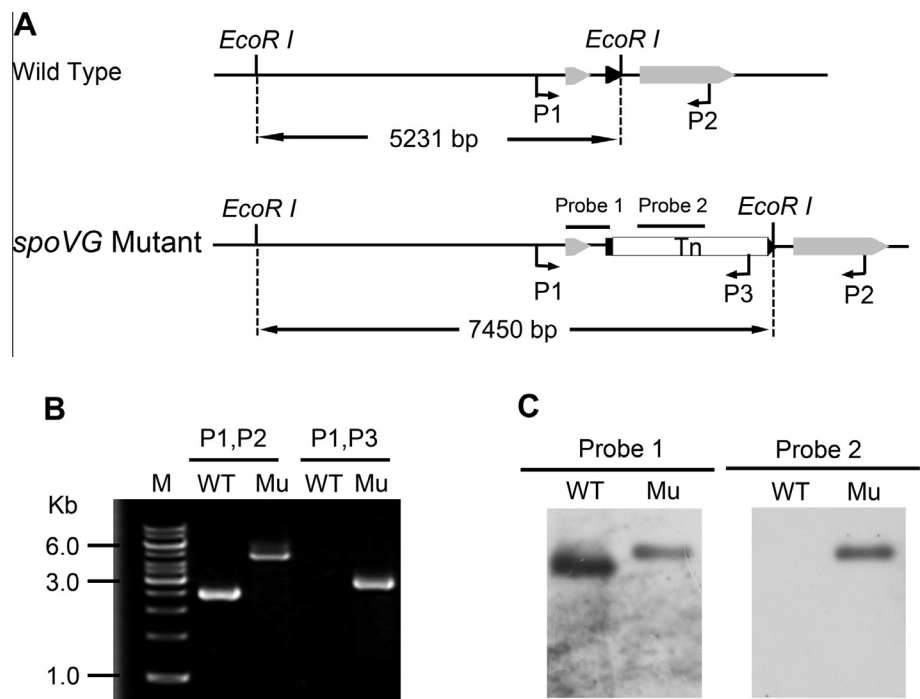 A
EcoR I EcoR I
Wild Type
P1 P2
5231 bp
EcoR I Probe 1 Probe 2 EcoR I
spoVG Mutant Tn
P1 P3 P2
7450 bp
B
P1,P2 P1,P3
Kb M WT Mu WT Mu
6.0
3.0
1.0
C
Probe 1 Probe 2
WT Mu WT Mu